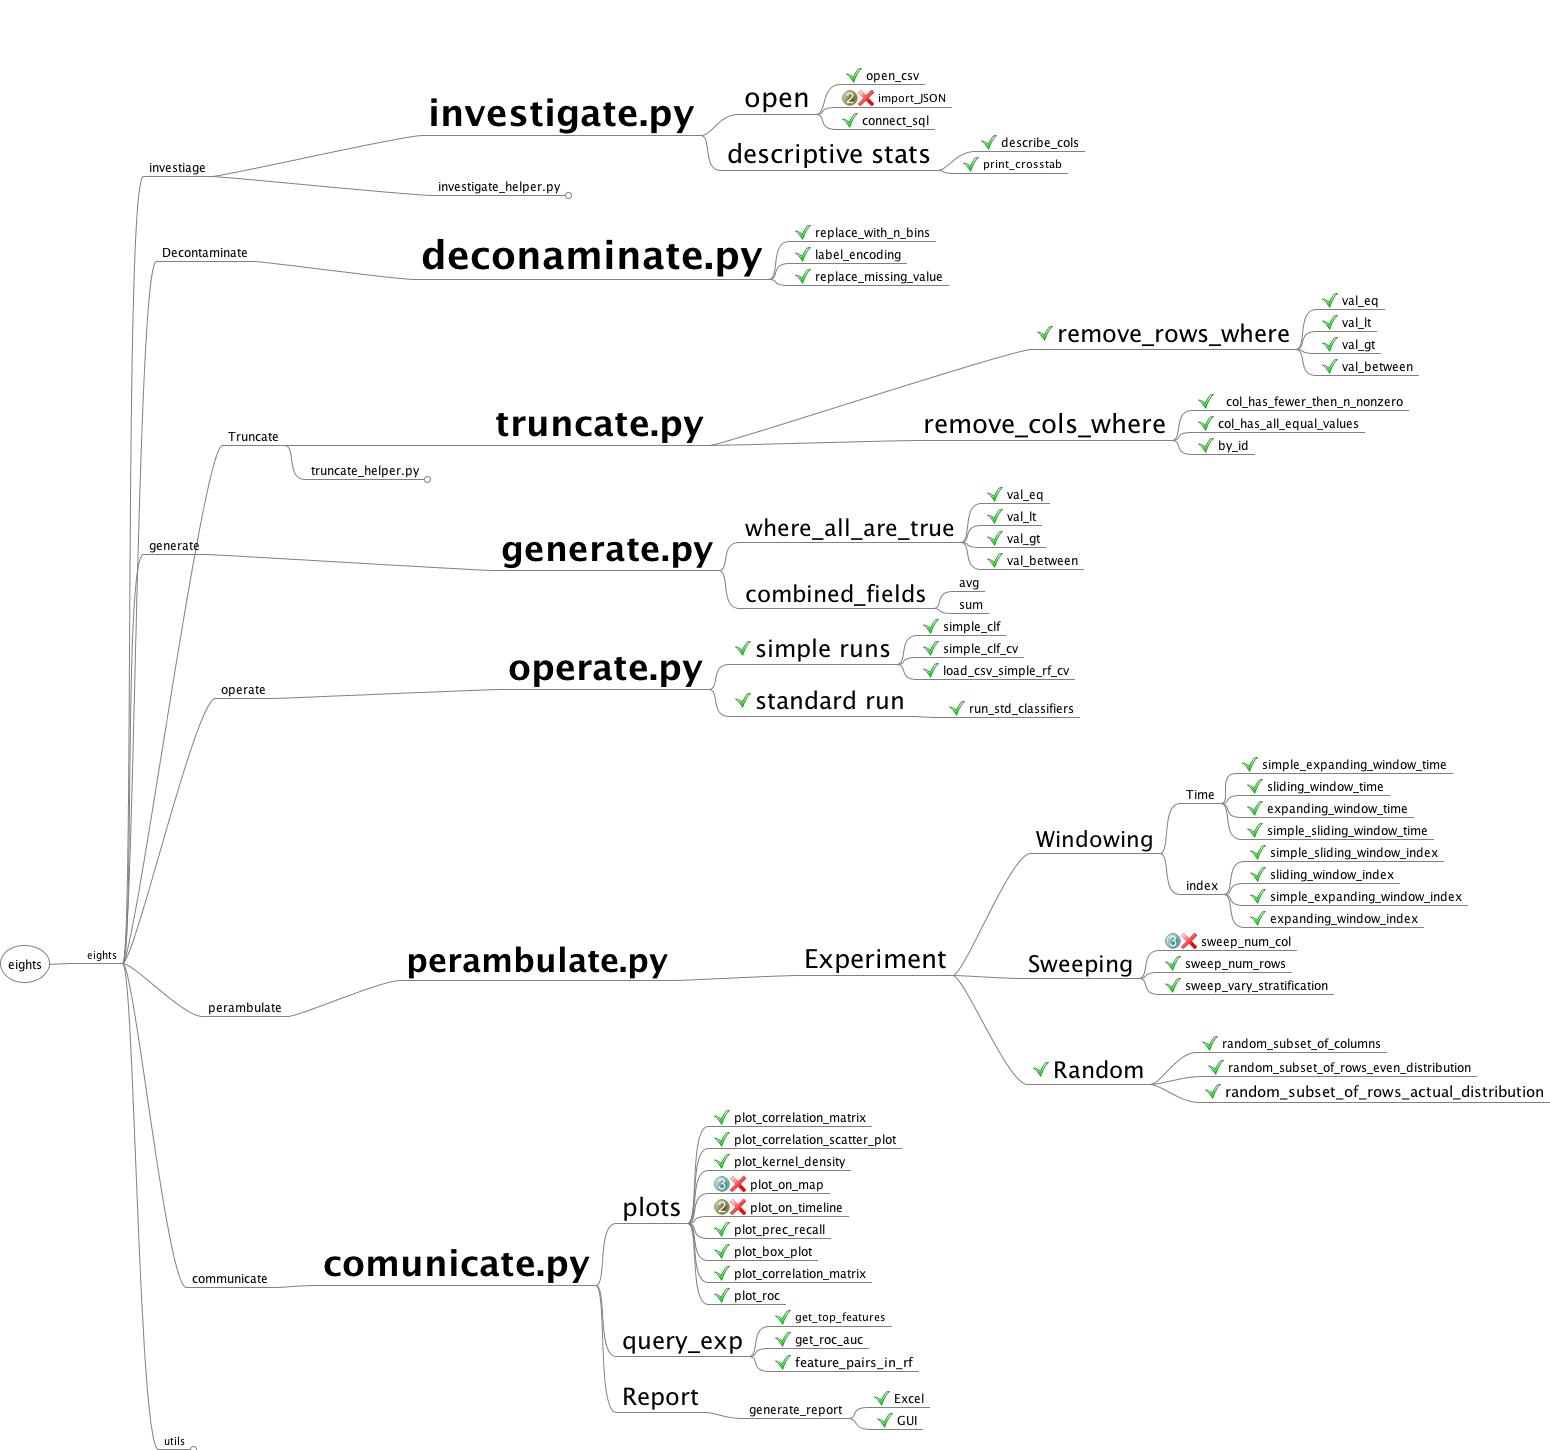 eights
eights
investiage
investigate.py
open
open_csv
2 import_JSON
connect_sql
descriptive stats
describe_cols
print_crosstab
investigate_helper.py
Decontaminate
deconaminate.py
replace_with_n_bins
label_encoding
replace_missing_value
Truncate
truncate.py
remove_rows_where
val_eq
val_lt
val_gt
val_between
remove_cols_where
col_has_fewer_then_n_nonzero
col_has_all_equal_values
by_id
truncate_helper.py
generate
generate.py
where_all_are_true
val_eq
val_lt
val_gt
val_between
combined_fields
avg
sum
operate
operate.py
simple runs
simple_clf
simple_clf_cv
load_csv_simple_rf_cv
standard run
run_std_classifiers
perambulate
perambulate.py
Experiment
Windowing
Time
simple_expanding_window_time
sliding_window_time
expanding_window_time
simple_sliding_window_time
index
simple_sliding_window_index
sliding_window_index
simple_expanding_window_index
expanding_window_index
Sweeping
3 sweep_num_col
sweep_num_rows
sweep_vary_stratification
Random
random_subset_of_columns
random_subset_of_rows_even_distribution
random_subset_of_rows_actual_distribution
communicate
comunicate.py
plots
plot_correlation_matrix
plot_correlation_scatter_plot
plot_kernel_density
3 plot_on_map
2 plot_on_timeline
plot_prec_recall
plot_box_plot
plot_correlation_matrix
plot_roc
query_exp
get_top_features
get_roc_auc
feature_pairs_in_rf
Report
generate_report
Excel
GUI
utils